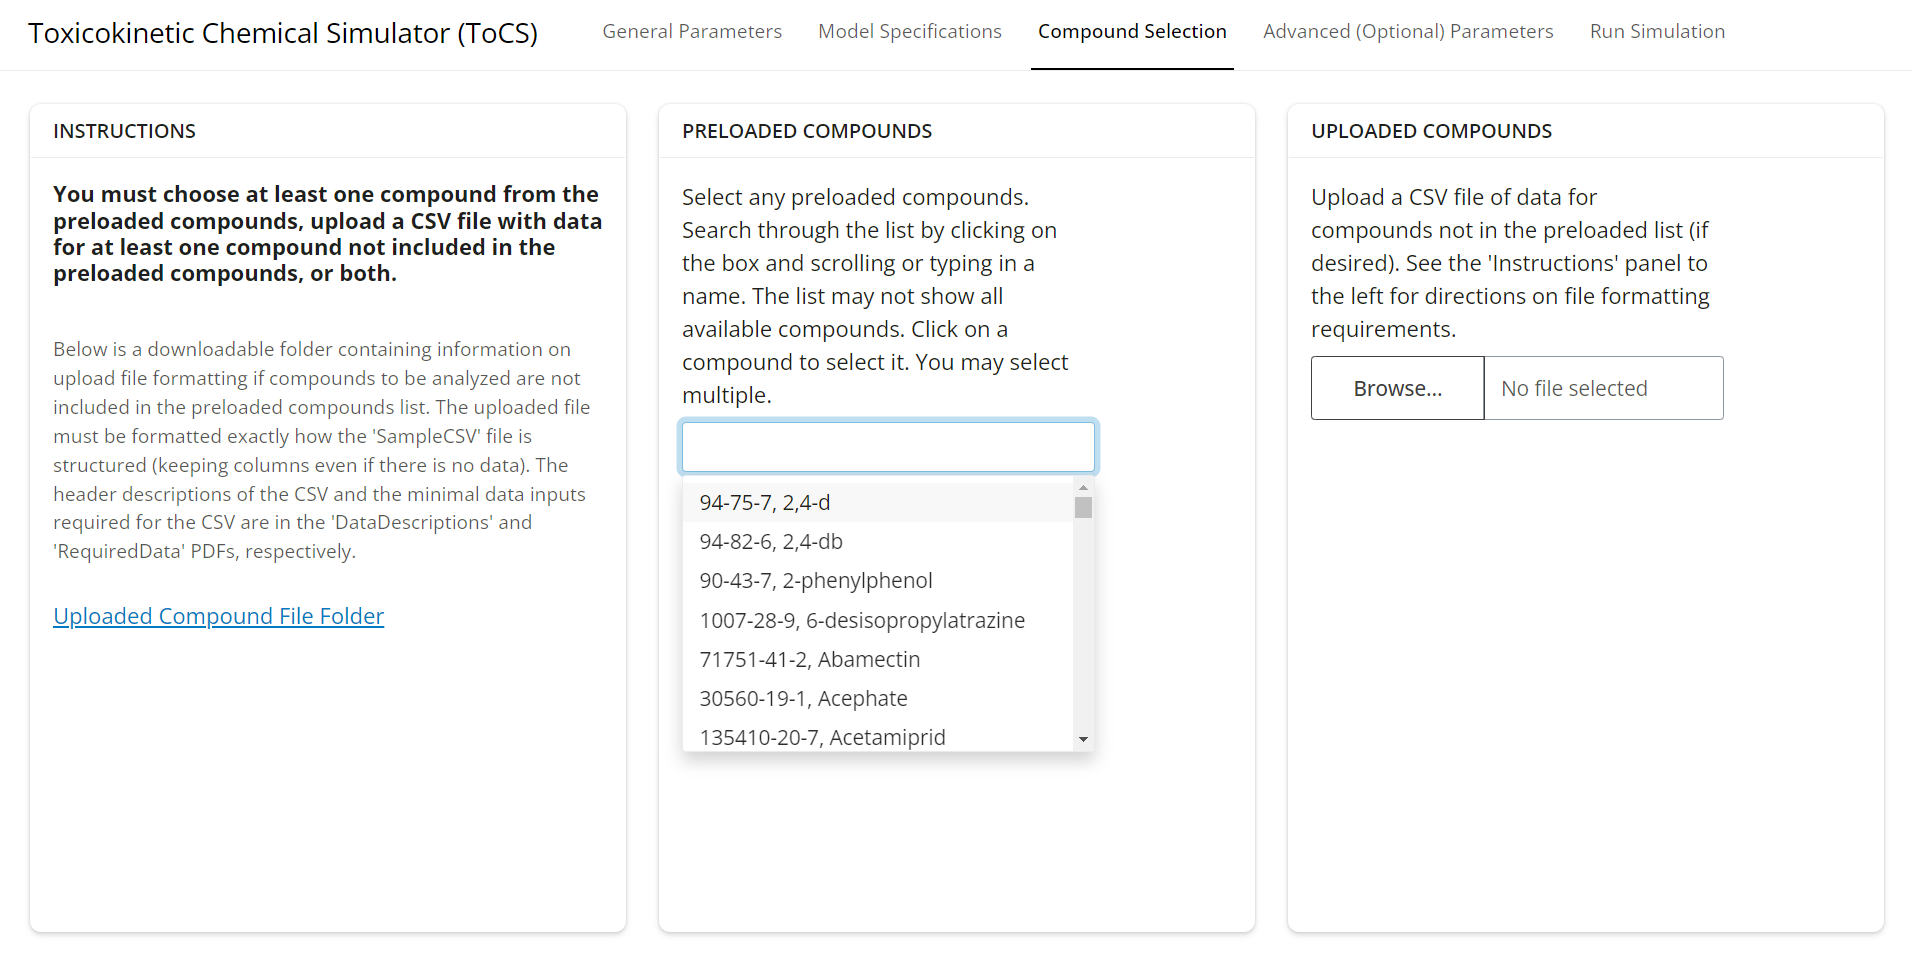 Toxicokinetic Chemical Simulator (ToCS)
General Parameters
Model Specifications
Compound Selection
Advanced (Optional) Parameters
Run Simulation
INSTRUCTIONS
You must choose at least one compound from the
preloaded compounds, upload a CSV file with data
for at least one compound not included in the
preloaded compounds, or both.
Below is a downloadable folder containing information on
upload file formatting if compounds to be analyzed are not
included in the preloaded compounds list. The uploaded file
must be formatted exactly how the 'SampleCSV' file is
structured (keeping columns even if there is no data). The
header descriptions of the CSV and the minimal data inputs
required for the CSV are in the 'DataDescriptions' and
'RequiredData' PDFs, respectively.
Uploaded Compound File Folder
PRELOADED COMPOUNDS
Select any preloaded compounds.
Search through the list by clicking on
the box and scrolling or typing in a
name. The list may not show all
available compounds. Click on a
compound to select it. You may select
multiple.
94-75-7, 2,4-d
94-82-6, 2,4-db
90-43-7, 2-phenylphenol
1007-28-9, 6-desisopropylatrazine
71751-41-2, Abamectin
30560-19-1, Acephate
135410-20-7, Acetamiprid
UPLOADED COMPOUNDS
Upload a CSV file of data for
compounds not in the preloaded list (if
desired). See the 'Instructions' panel to
the left for directions on file formatting
requirements.
Browse...
No file selected